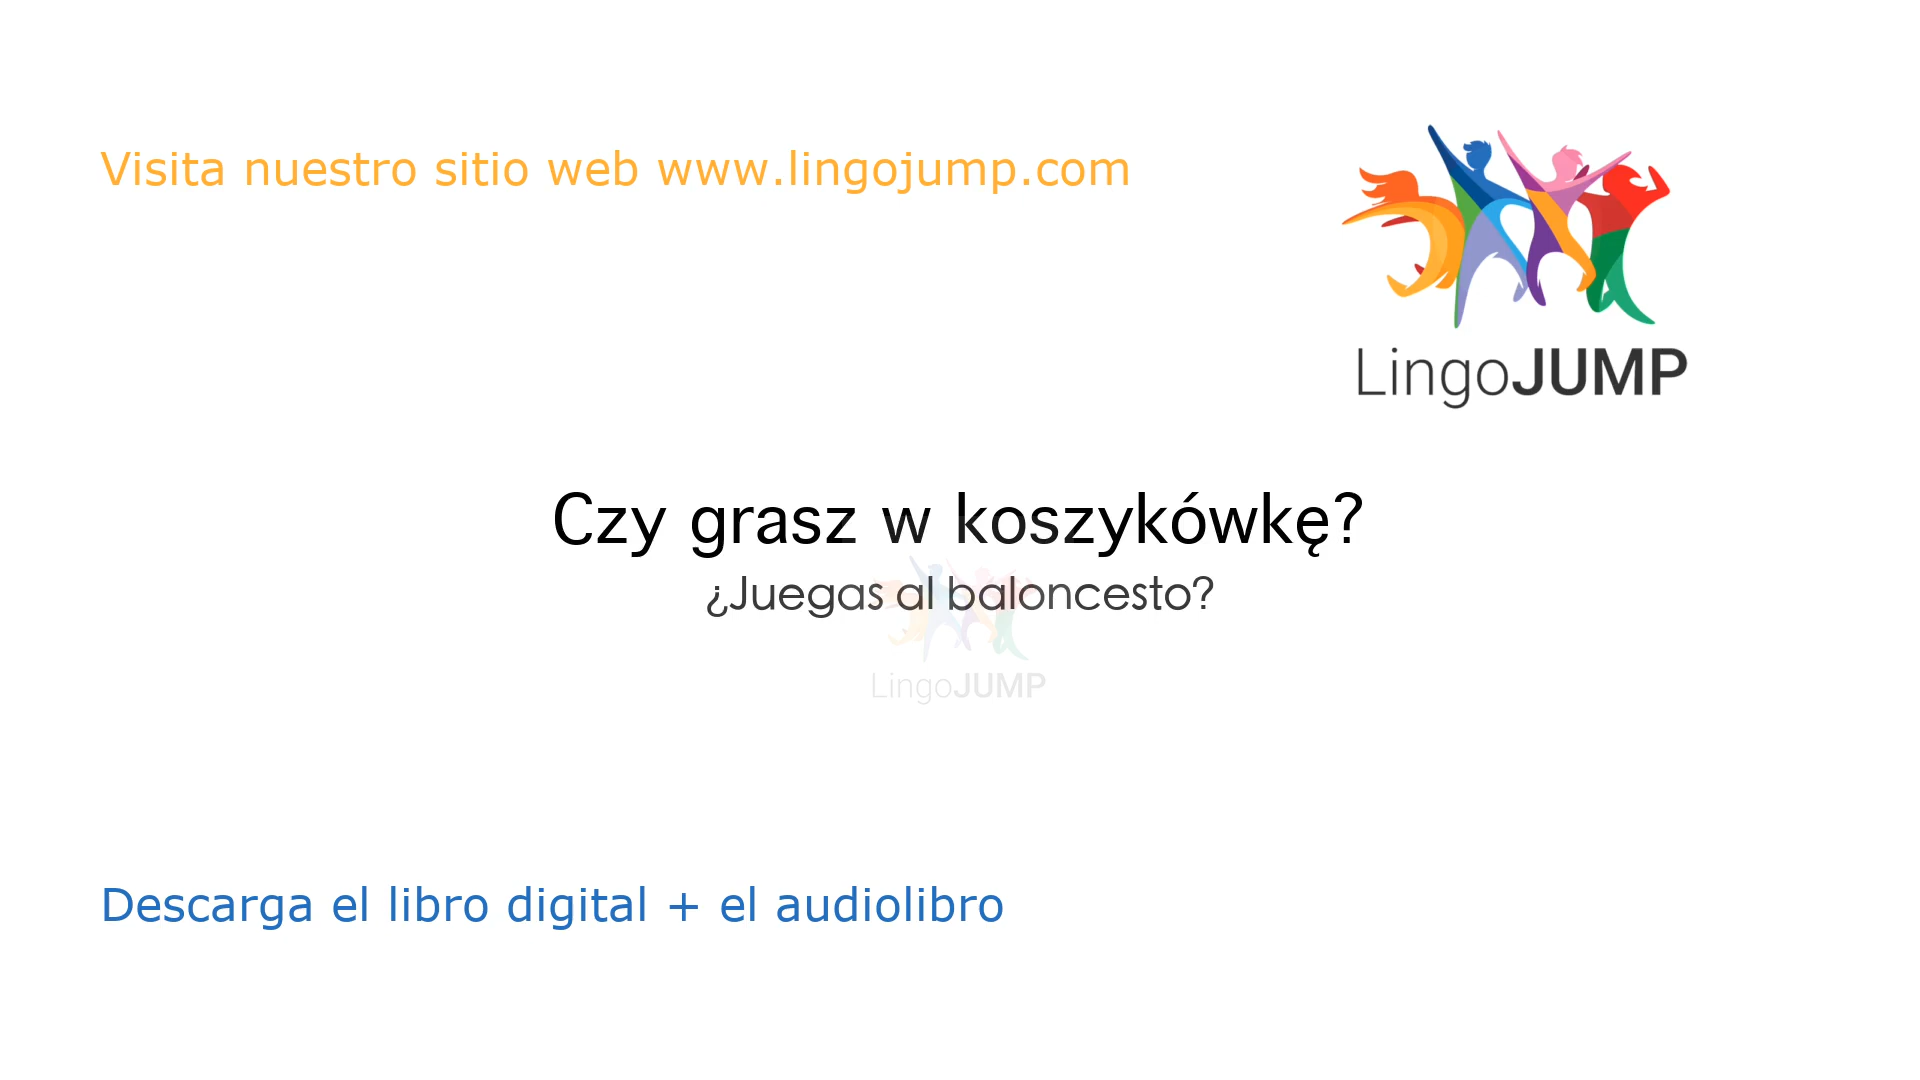 Visita nuestro sitio web www.lingojump.com
LingoJUMP
Czy grasz w koszykówkę?
¿Juegas al baloncesto?
LingoJUMP
Descarga el libro digital + el audiolibro